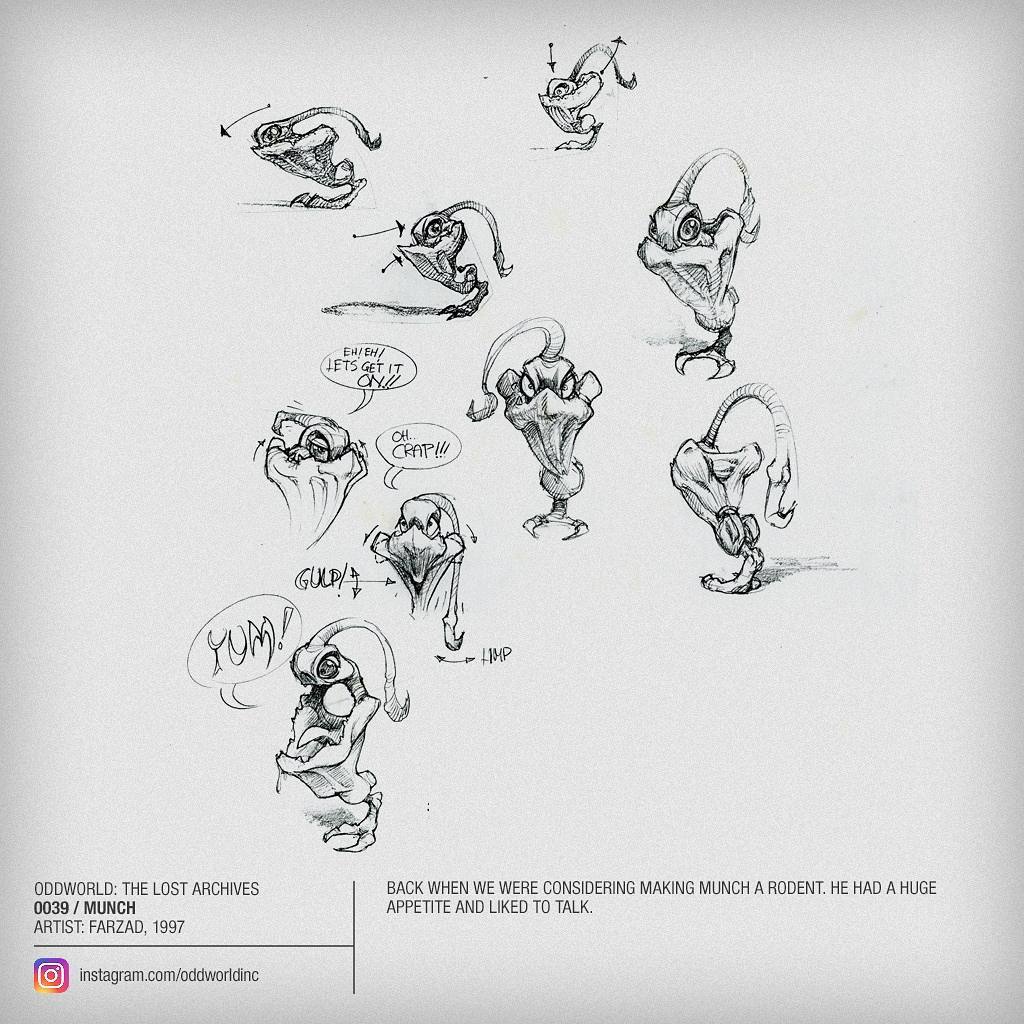 EH! EH!
LETS GET IT
ON!!
OH..
CRAP!!!
GULP!
LIMP
YUM!
ODDWORLD: THE LOST ARCHIVES
0039 / MUNCH
ARTIST: FARZAD, 1997
instagram.com/oddworldinc
BACK WHEN WE WERE CONSIDERING MAKING MUNCH A RODENT. HE HAD A HUGE
APPETITE AND LIKED TO TALK.